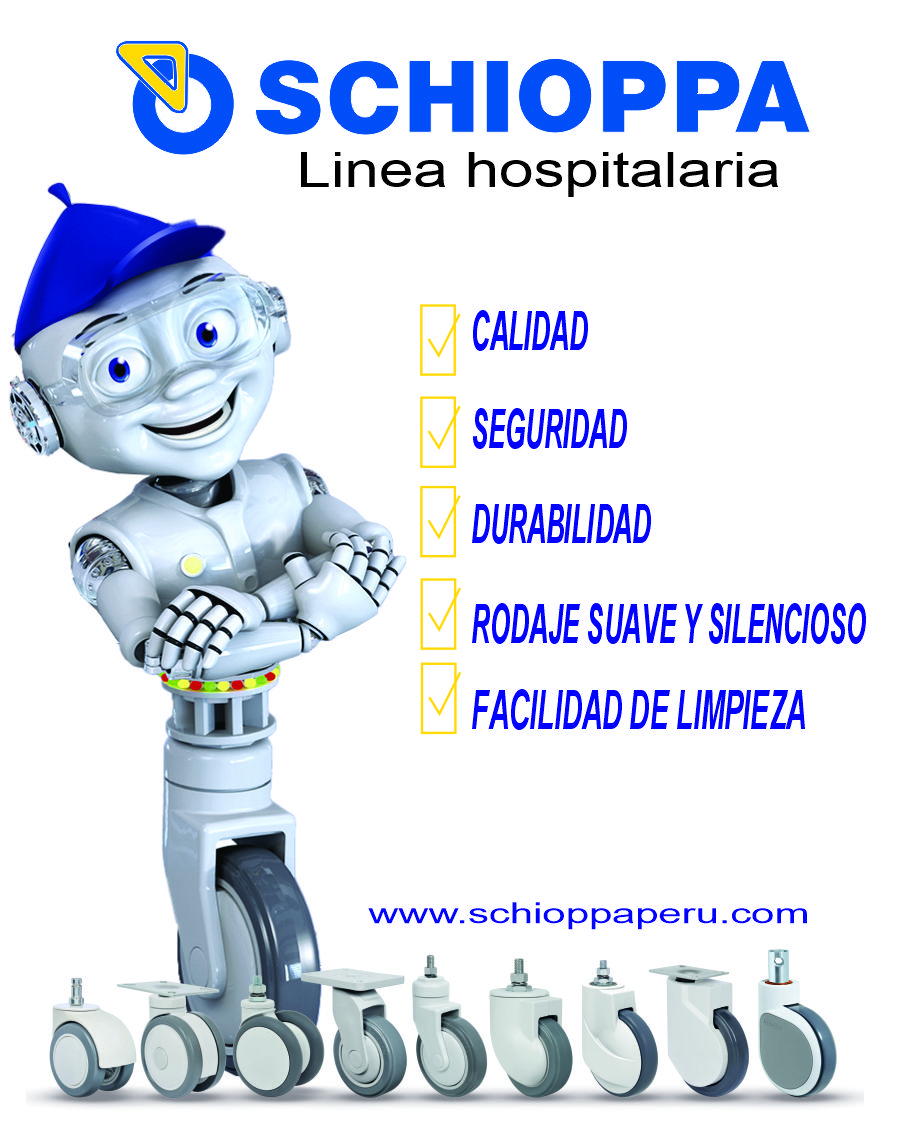 SCHIOPPA
Linea hospitalaria
CALIDAD
SEGURIDAD
DURABILIDAD
RODAJE SUAVE Y SILENCIOSO
FACILIDAD DE LIMPIEZA
www.schioppaperu.com